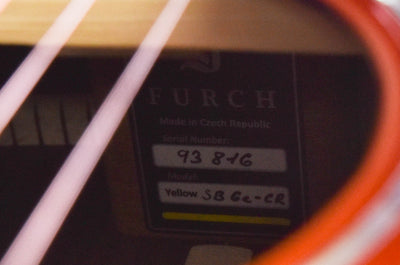 FURCH
Made in Czech Republic
Serial Number:
93 816
Model:
Yellow SB Gc-CR